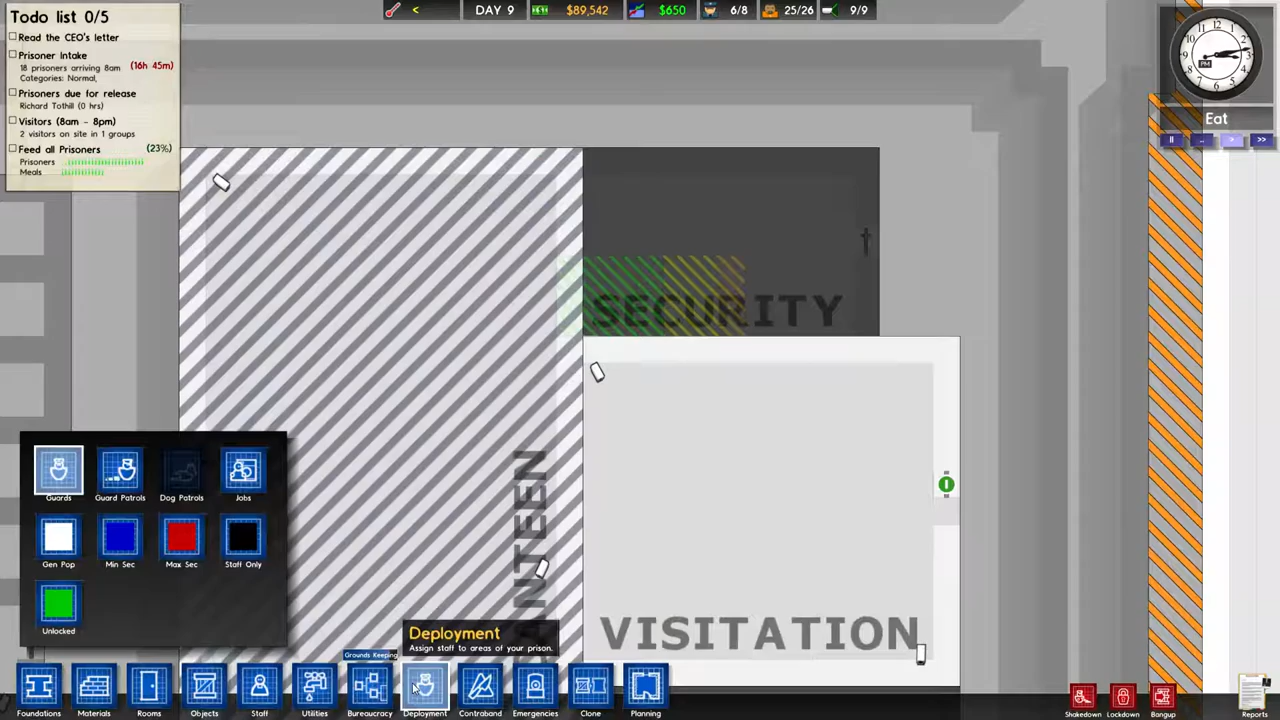 Todo list 0/5
Read the CEO's letter
Prisoner Intake
18 prisoners arriving 8am
(16h 45m)
Categories: Normal,
Prisoners due for release
Richard Tothill (0 hrs)
Visitors (8am - 8pm)
2 visitors on site in 1 groups
Feed all Prisoners
(23%)
Prisoners
Meals
<
DAY 9
$89,542
$650
6/8
25/26
9/9
PM
Eat
SECURITY
CANTEEN
VISITATION
Guards
Guard Patrols
Dog Patrols
Jobs
Gen Pop
Min Sec
Max Sec
Staff Only
Unlocked
Deployment
Assign staff to areas of your prison.
Grounds Keeping
Foundations
Materials
Rooms
Objects
Staff
Utilities
Bureaucracy
Deployment
Contraband
Emergencies
Clone
Planning
Shakedown
Lockdown
Bangup
Reports